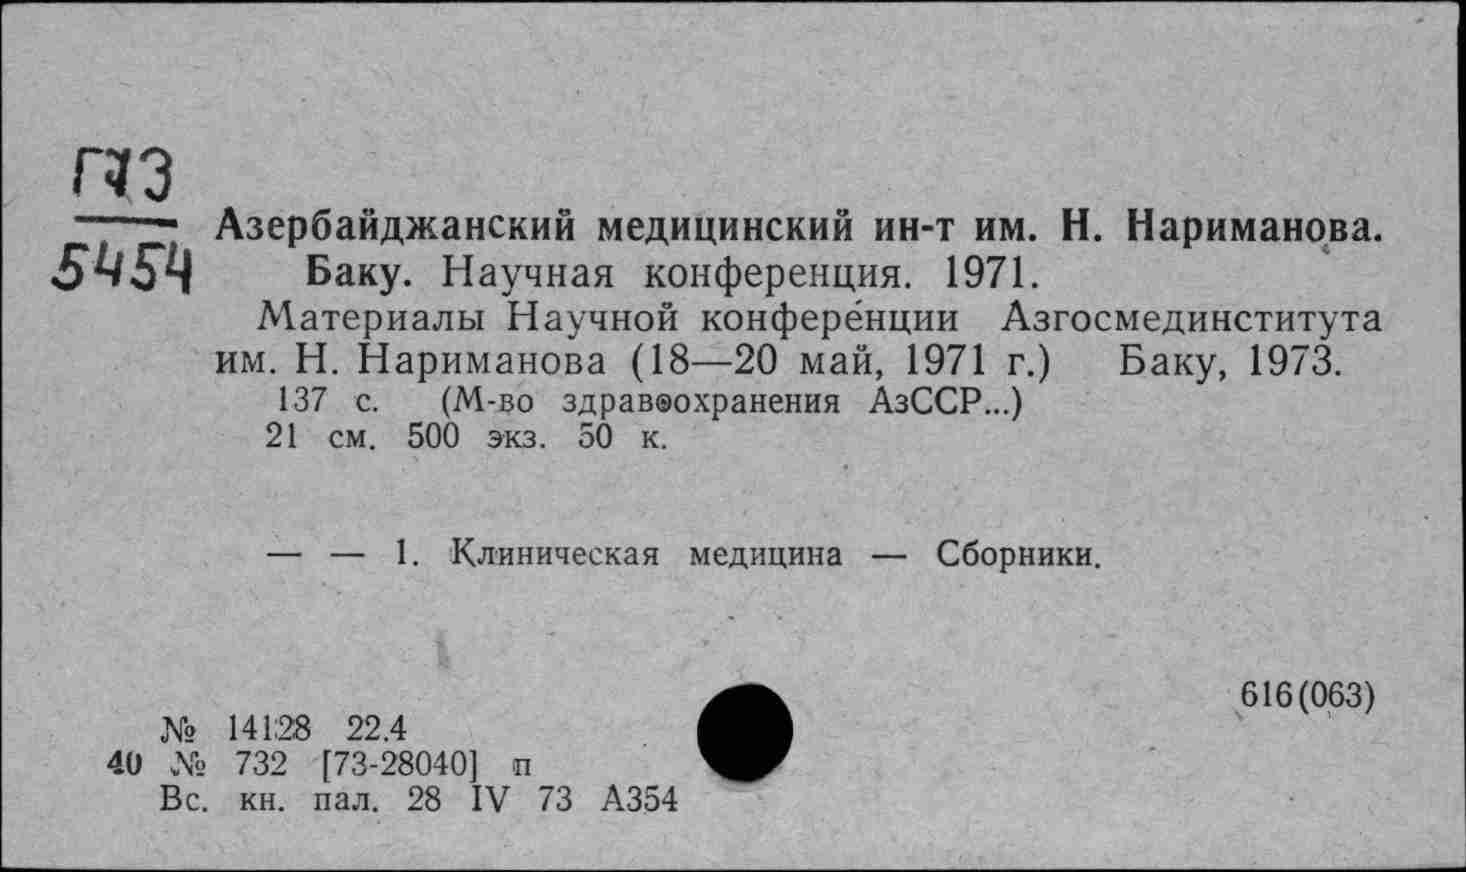 П73
5454
Азербайджанский медицинский ин-т им. Н. Нариманова.
Баку. Научная конференция. 1971.
Материалы Научной конференции Азгосмединститута
им. Н. Нариманова (18—20 май, 1971 г.) Баку, 1973.
137 с. (М-во здравоохранения АзССР...)
21 см. 500 экз. 50 к.
— — 1. Клиническая медицина — Сборники.
616(063)
№ 14128 22.4
40 № 732 [73-28040] п
Вс. кн. пал. 28 IV 73 А354